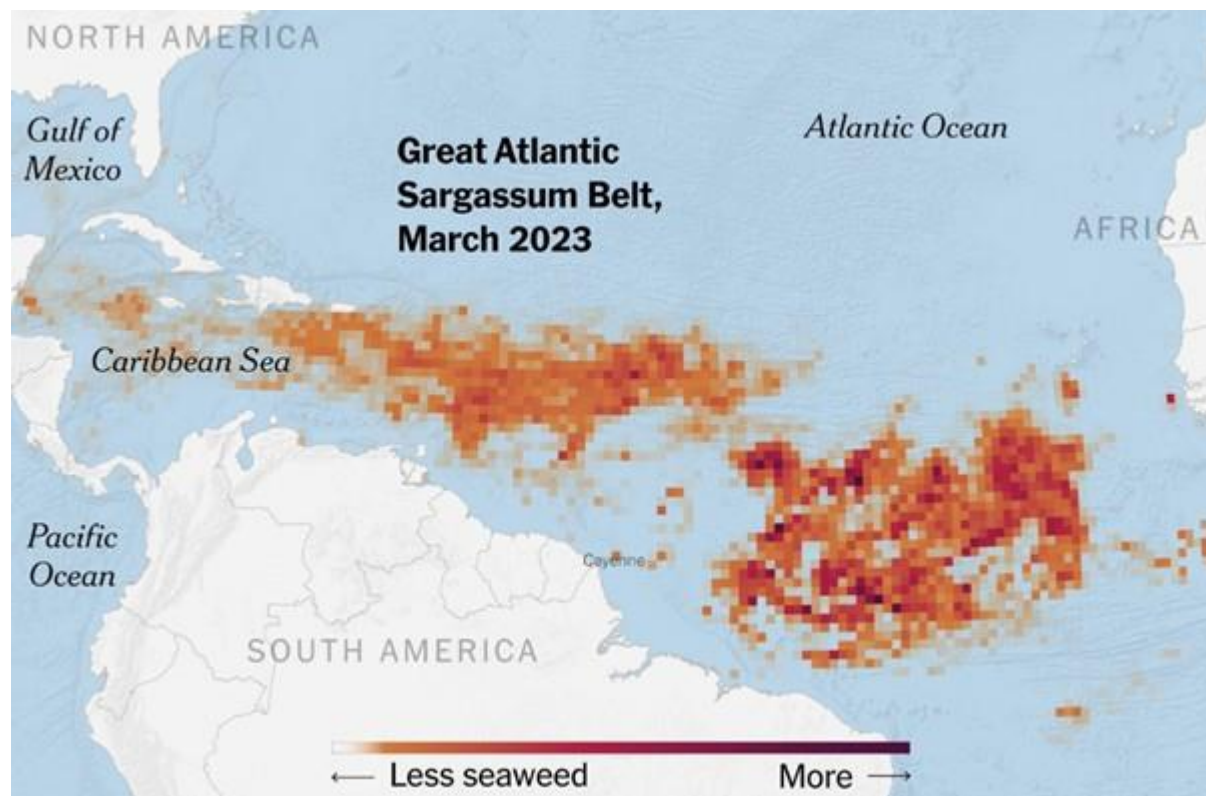 NORTH AMERICA
Gulf of
Mexico
Atlantic Ocean
Great Atlantic
Sargassum Belt,
March 2023
AFRICA
Caribbean Sea
Pacific
Ocean
Cayenne
SOUTH AMERICA
← Less seaweed
More →